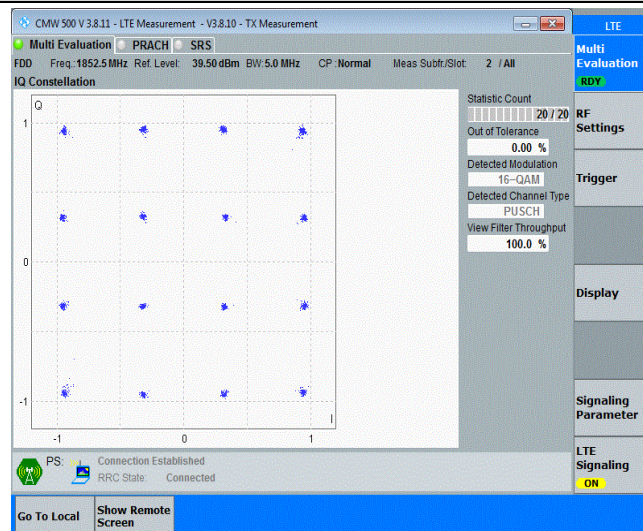 CMW 500 V 3.8.11 - LTE Measurement - V3.8.10 - TX Measurement
LTE
Multi Evaluation PRACH SRS
FDD Freq.:1852.5 MHz Ref. Level: 39.50 dBm BW:5.0 MHz CP :Normal Meas Subfr./Slot: 2 / All
IQ Constellation
Q
1
0
-1
-1 0 1
I
Statistic Count
20 / 20
Out of Tolerance
0.00 %
Detected Modulation
16-QAM
Detected Channel Type
PUSCH
View Filter Throughput
100.0 %
Multi
Evaluation
RDY
RF
Settings
Trigger
Display
Signaling
Parameter
LTE
Signaling
ON
PS: Connection Established
RRC State: Connected
Go To Local
Show Remote
Screen